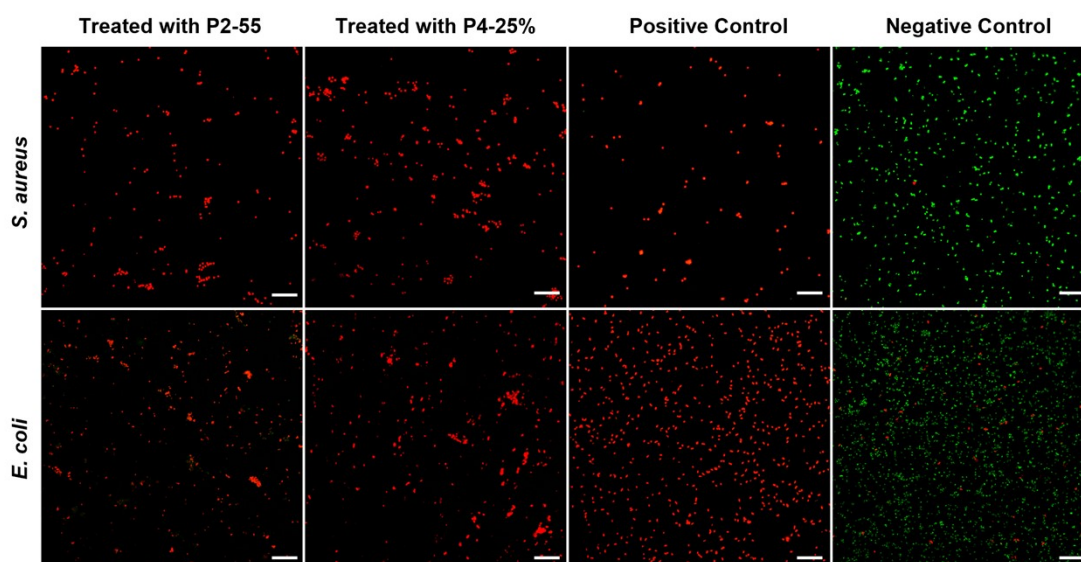 Treated with P2-55
Treated with P4-25%
Positive Control
Negative Control
S. aureus
E. coli